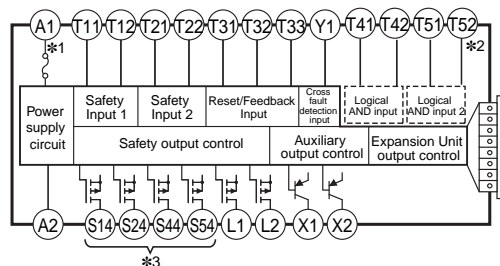 A1 T11 T12 T21 T22 T31 T32 T33 Y1 T41 T42 T51 T52
*1 *2
Power supply circuit
Safety Input 1
Safety Input 2
Reset/Feedback Input
Cross fault detection input
Logical AND input
Logical AND input 2
Safety output control
Auxiliary output control
Expansion Unit output control
A2 S14 S24 S44 S54 L1 L2 X1 X2
*3